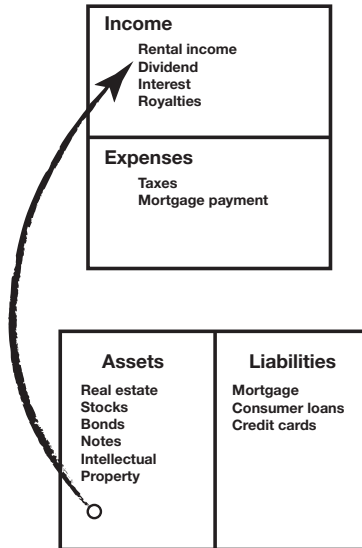 Income
Rental income
Dividend
Interest
Royalties
Expenses
Taxes
Mortgage payment
Assets
Real estate
Stocks
Bonds
Notes
Intellectual
Property
Liabilities
Mortgage
Consumer loans
Credit cards